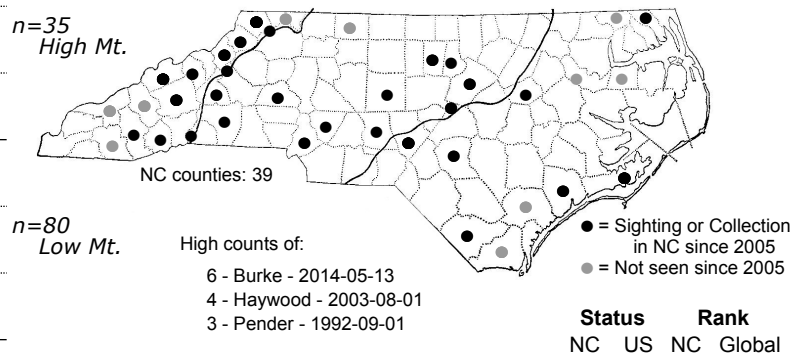 n=35
High Mt.
NC counties: 39
n=80
Low Mt.
High counts of:
6 - Burke - 2014-05-13
4 - Haywood - 2003-08-01
3 - Pender - 1992-09-01
= Sighting or Collection
in NC since 2005
= Not seen since 2005
Status Rank
NC US NC Global